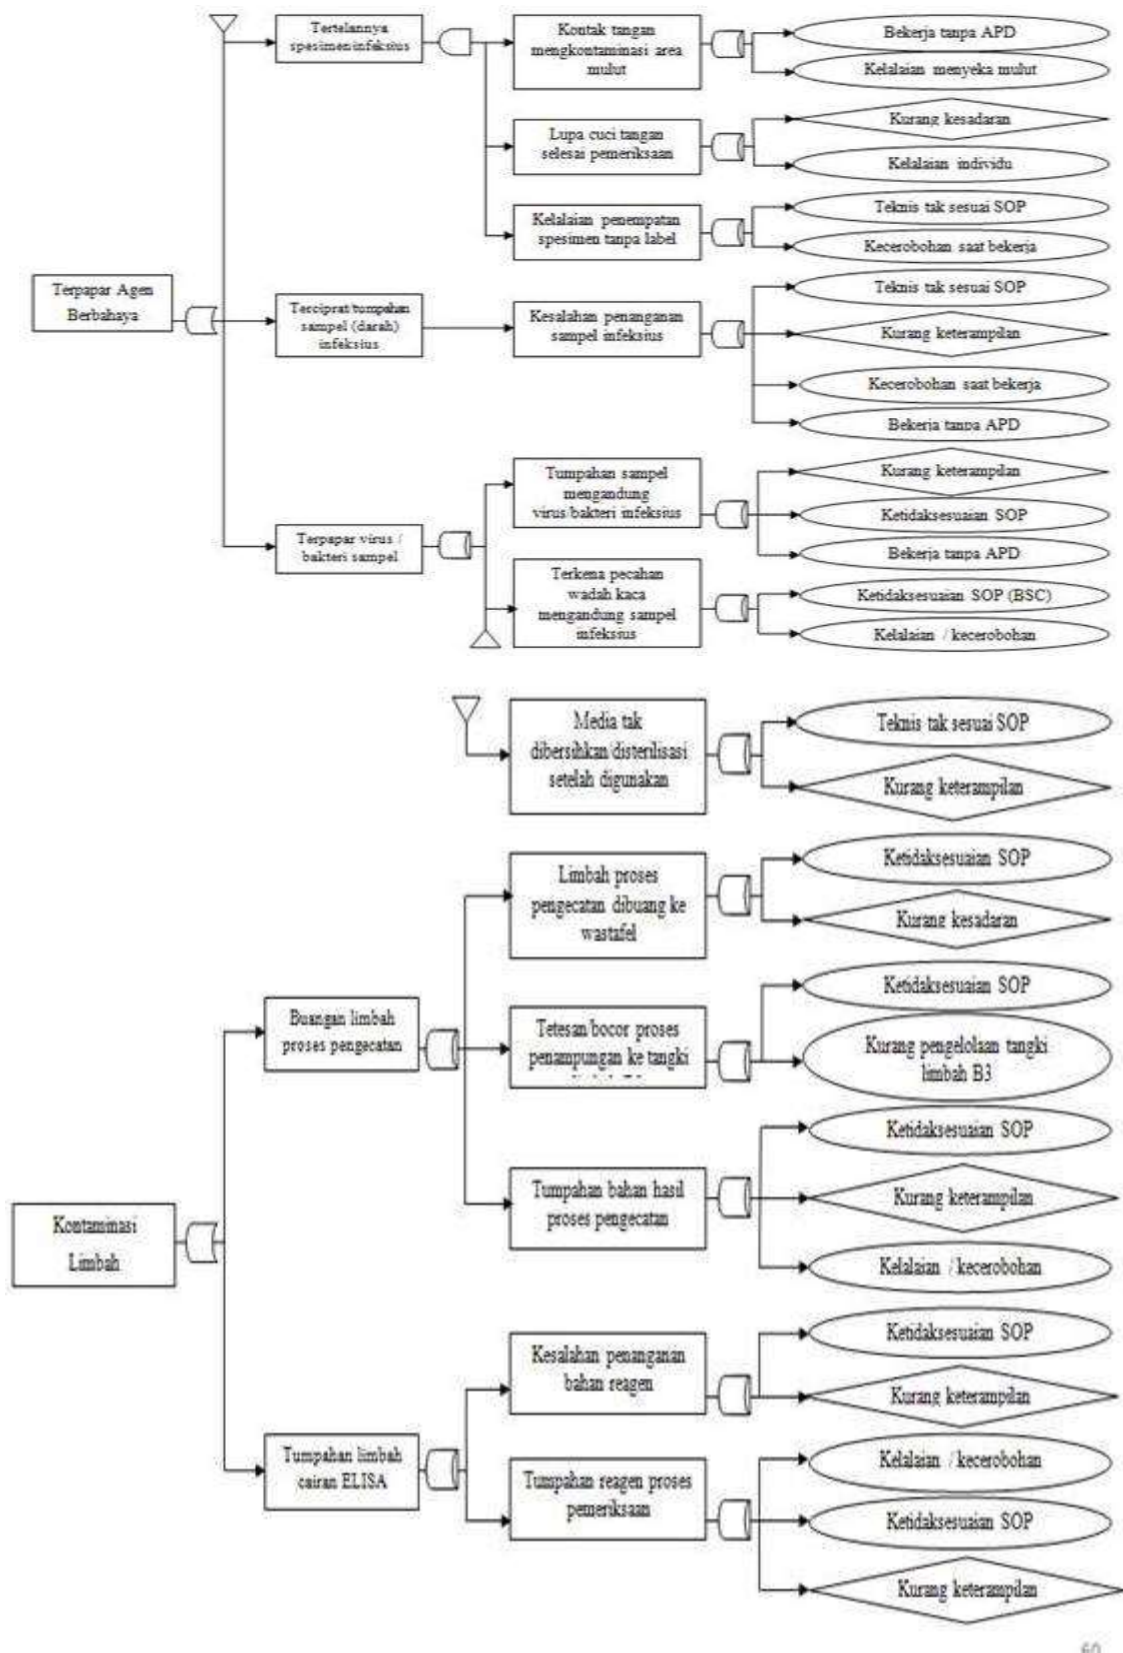 Tertelannya
spesimen infeksius
Kontak tangan
mengkontaminasi area
mulut
Bekerja tanpa APD
Kelalaian menyeka mulut
Lupa cuci tangan
selesai pemeriksaan
Kurang kesadaran
Kelalaian individu
Kelalaian penempatan
spesimen tanpa label
Teknis tak sesuai SOP
Kecerobohan saat bekerja
Terpapar Agen
Berbahaya
Terciprat/tumpahan
sampel (darah)
infeksius
Kesalahan penanganan
sampel infeksius
Teknis tak sesuai SOP
Kurang keterampilan
Kecerobohan saat bekerja
Bekerja tanpa APD
Terpapar virus /
bakteri sampel
Tumpahan sampel
mengandung
virus/bakteri infeksius
Kurang keterampilan
Ketidaksesuaian SOP
Bekerja tanpa APD
Terkena pecahan
wadah kaca
mengandung sampel
infeksius
Ketidaksesuaian SOP (BSC)
Kelalaian / kecerobohan
Media tak
dibersihkan/disterilisasi
setelah digunakan
Teknis tak sesuai SOP
Kurang keterampilan
Buangan limbah
proses pengecatan
Limbah proses
pengecatan dibuang ke
wastafel
Ketidaksesuaian SOP
Kurang kesadaran
Tetesan/bocor proses
penampungan ke tangki
Ketidaksesuaian SOP
Kurang pengelolaan tangki
limbah B3
Tumpahan bahan hasil
proses pengecatan
Ketidaksesuaian SOP
Kurang keterampilan
Kelalaian / kecerobohan
Kontaminasi
Limbah
Tumpahan limbah
cairan ELISA
Kesalahan penanganan
bahan reagen
Ketidaksesuaian SOP
Kurang keterampilan
Tumpahan reagen proses
pemeriksaan
Kelalaian / kecerobohan
Ketidaksesuaian SOP
Kurang keterampilan